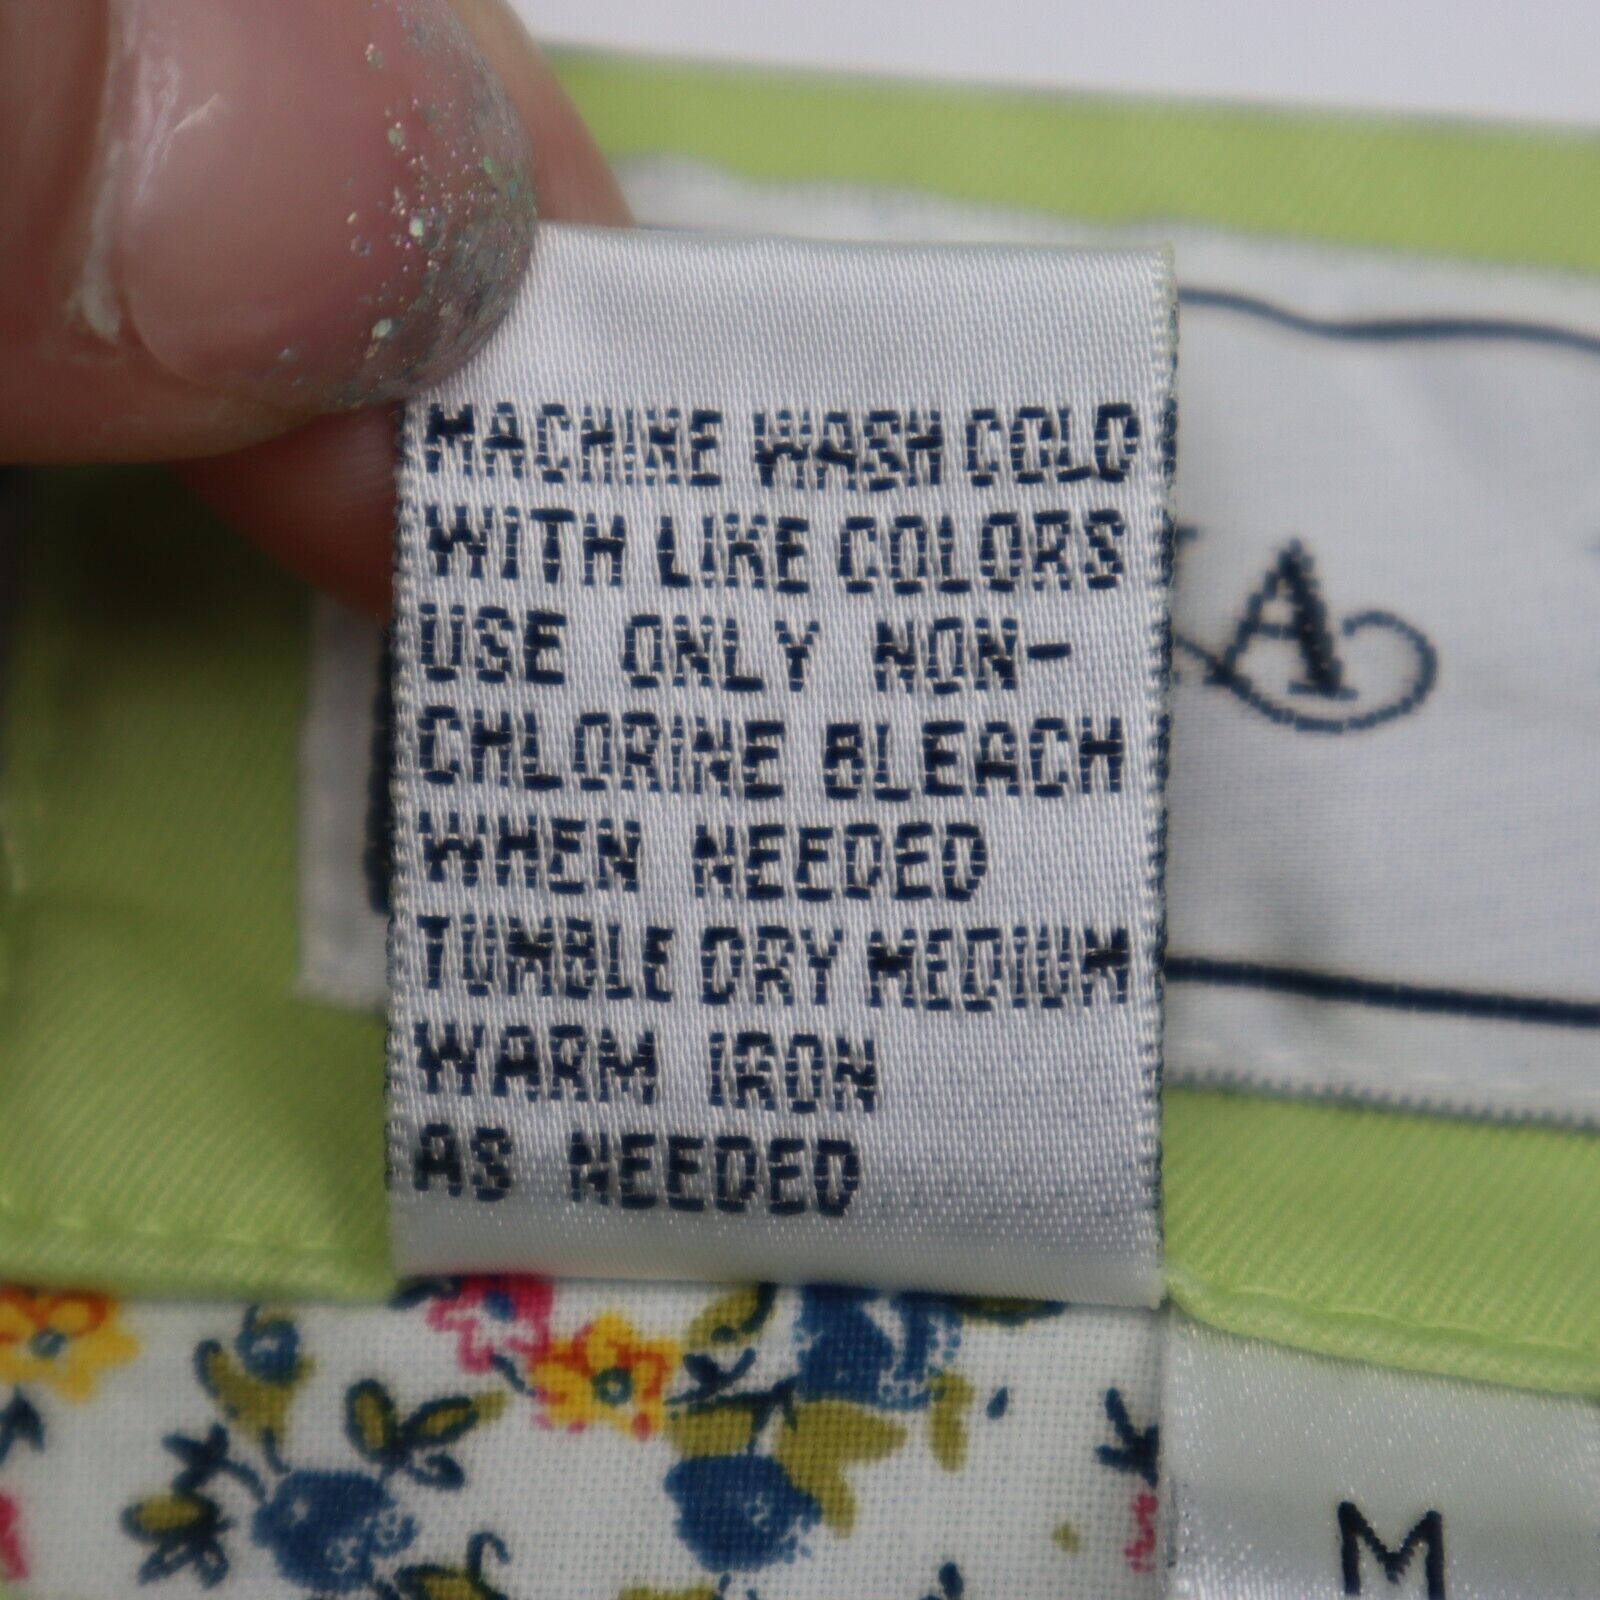 MACHINE WASH COLD
WITH LIKE COLORS
USE ONLY NON-
CHLORINE BLEACH
WHEN NEEDED
TUMBLE DRY MEDIUM
WARM IRON
AS NEEDED
A
M